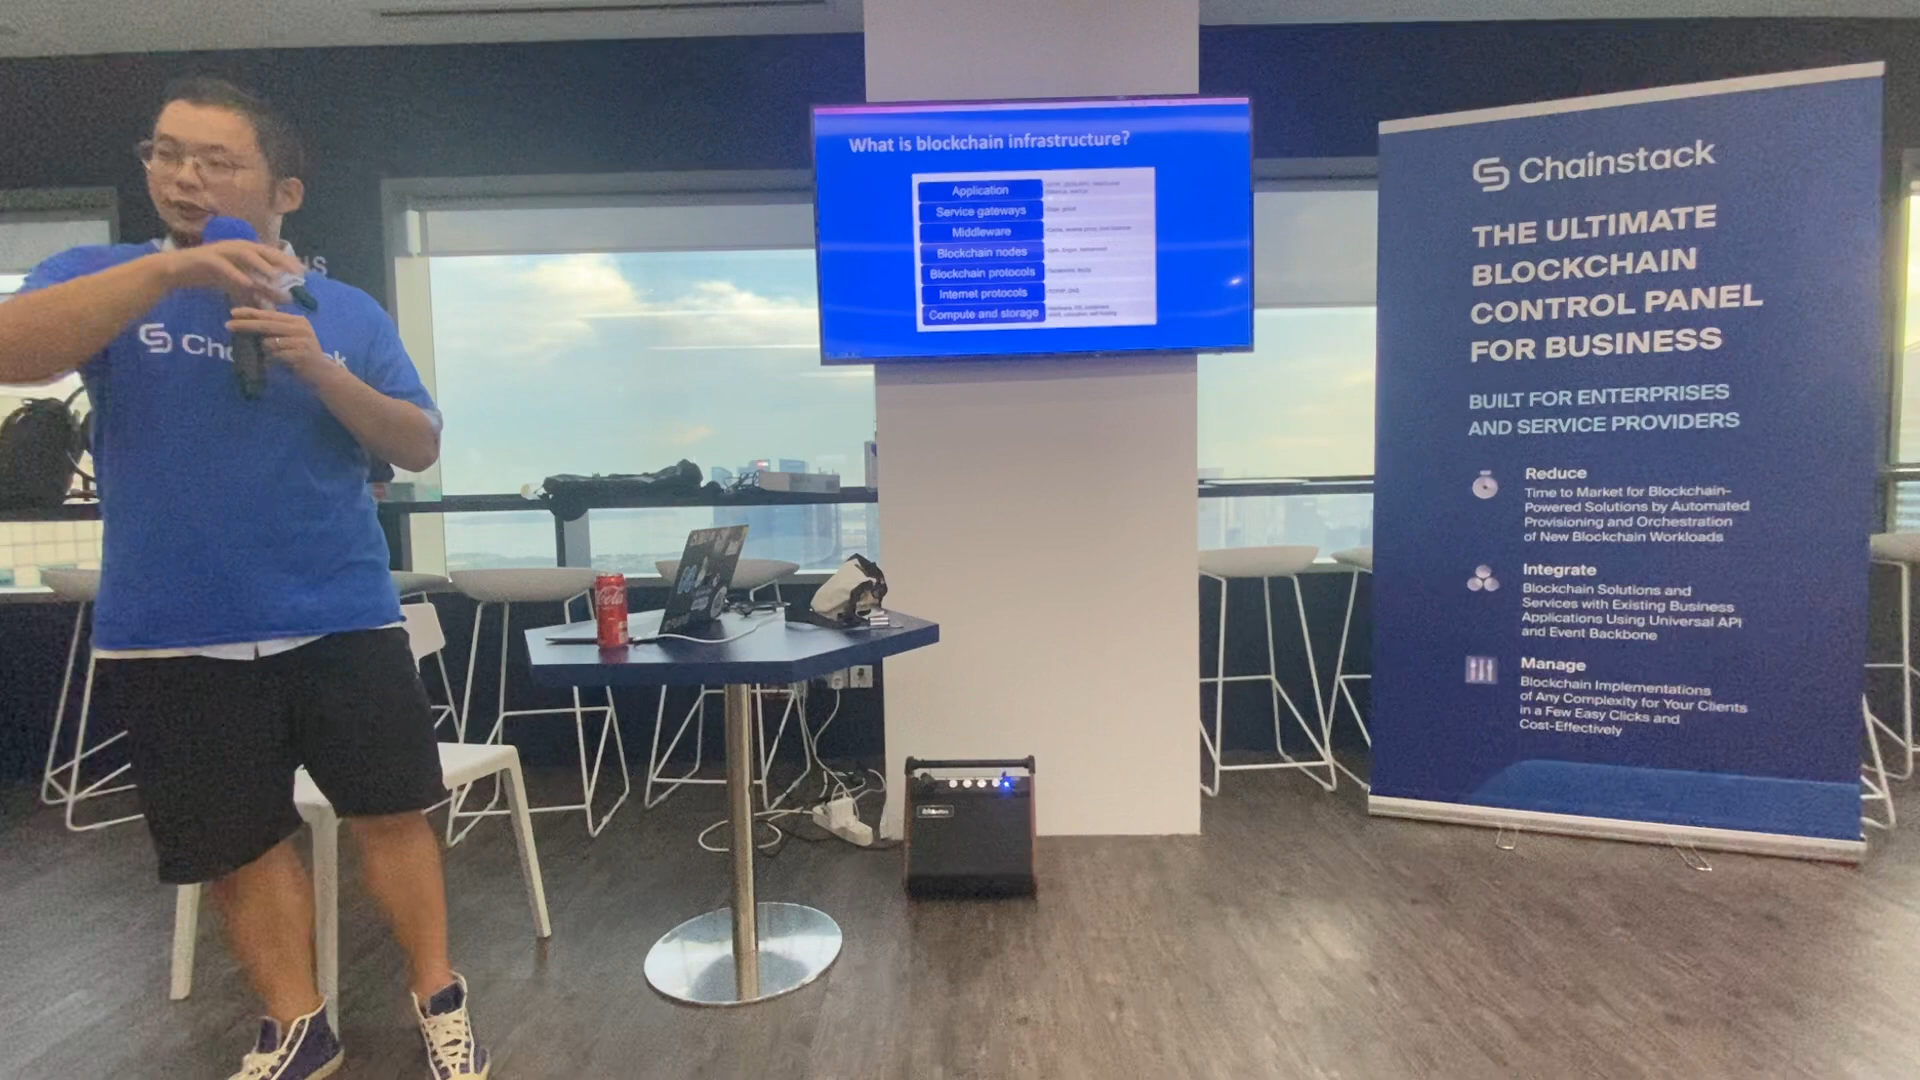 What is blockchain infrastructure?
Application
Service gateways
Middleware
Blockchain nodes
Blockchain protocols
Internet protocols
Compute and storage
Chainstack
THE ULTIMATE
BLOCKCHAIN
CONTROL PANEL
FOR BUSINESS
BUILT FOR ENTERPRISES
AND SERVICE PROVIDERS
Reduce
Time to Market for Blockchain-
Powered Solutions by Automated
Provisioning and Orchestration
of New Blockchain Workloads
Integrate
Blockchain Solutions and
Services with Existing Business
Applications Using Universal API
and Event Backbone
Manage
Blockchain Implementations
of Any Complexity for Your Clients
in a Few Easy Clicks and
Cost-Effectively